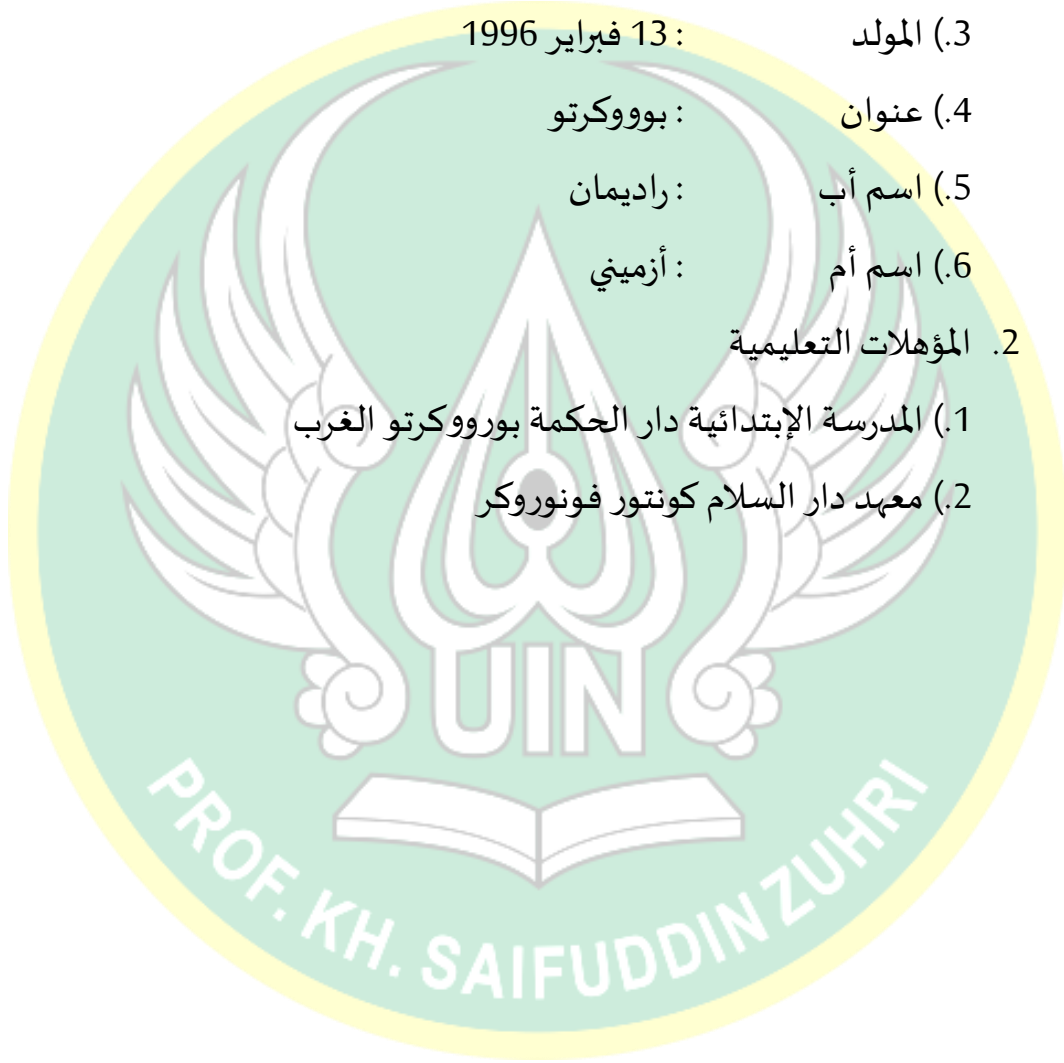 3.) المولد : 13 فبراير 1996
4.) عنوان : بوووكرتو
5.) اسم أب : راديمان
6.) اسم أم : أزميني
2. المؤهلات التعليمية
1.) المدرسة الإبتدائية دار الحكمة بورووكرتو الغرب
2.) معهد دار السلام كونتور فونوروكر
UIN
PROF. KH. SAIFUDDIN ZUHRI